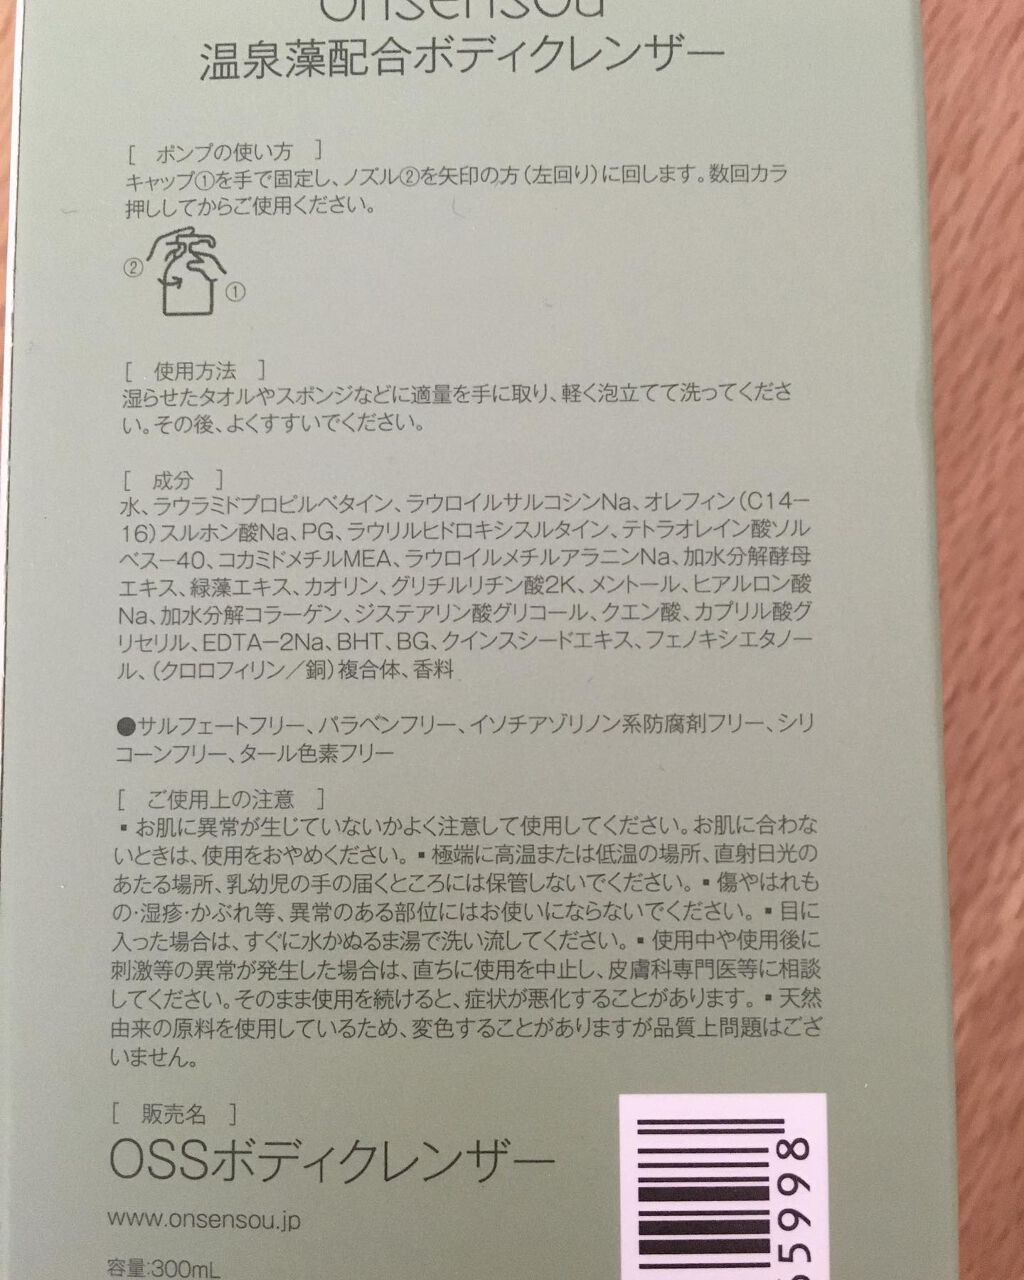 onsensou
温泉藻配合ボディクレンザー
[ ポンプの使い方 ]
キャップ①を手で固定し、ノズル②を矢印の方(左回り)に回します。数回カラ
押ししてからご使用ください。
②
①
[ 使用方法 ]
湿らせたタオルやスポンジなどに適量を手に取り、軽く泡立てて洗ってくださ
い。その後、よくすすいでください。
[ 成分 ]
水、ラウラミドプロピルベタイン、ラウロイルサルコシンNa、オレフィン(C14ー
16)スルホン酸Na、PG、ラウリルヒドロキシスルタイン、テトラオレイン酸ソル
ベスー40、コカミドメチルMEA、ラウロイルメチルアラニンNa、加水分解酵母
エキス、緑藻エキス、カオリン、グリチルリチン酸2K、メントール、ヒアルロン酸
Na、加水分解コラーゲン、ジステアリン酸グリコール、クエン酸、カプリル酸グ
リセリル、EDTAー2Na、BHT、BG、クインスシードエキス、フェノキシエタノー
ル、(クロロフィリン/銅)複合体、香料
●サルフェートフリー、パラベンフリー、イソチアゾリノン系防腐剤フリー、シリ
コーンフリー、タール色素フリー
[ ご使用上の注意 ]
▪お肌に異常が生じていないかよく注意して使用してください。お肌に合わな
いときは、使用をおやめください。▪極端に高温または低温の場所、直射日光の
あたる場所、乳幼児の手の届くところには保管しないでください。▪傷やはれも
の・湿疹・かぶれ等、異常のある部位にはお使いにならないでください。▪目に
入った場合は、すぐに水かぬるま湯で洗い流してください。▪使用中や使用後に
刺激等の異常が発生した場合は、直ちに使用を中止し、皮膚科専門医等に相談
してください。そのまま使用を続けると、症状が悪化することがあります。▪天然
由来の原料を使用しているため、変色することがありますが品質上問題はござ
いません。
[ 販売名 ]
OSSボディクレンザー
www.onsensou.jp
容量:300mL
5998